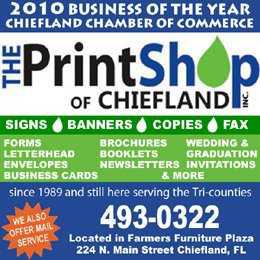 2010 BUSINESS OF THE YEAR
CHIEFLAND CHAMBER OF COMMERCE
THE PrintShop
OF CHIEFLAND INC.
SIGNS BANNERS COPIES FAX
FORMS BROCHURES WEDDING &
LETTERHEAD BOOKLETS GRADUATION
ENVELOPES NEWSLETTERS INVITATIONS
BUSINESS CARDS & MORE
since 1989 and still here serving the Tri-counties
WE ALSO
OFFER MAIL
SERVICE
493-0322
Located in Farmers Furniture Plaza
224 N. Main Street Chiefland, FL